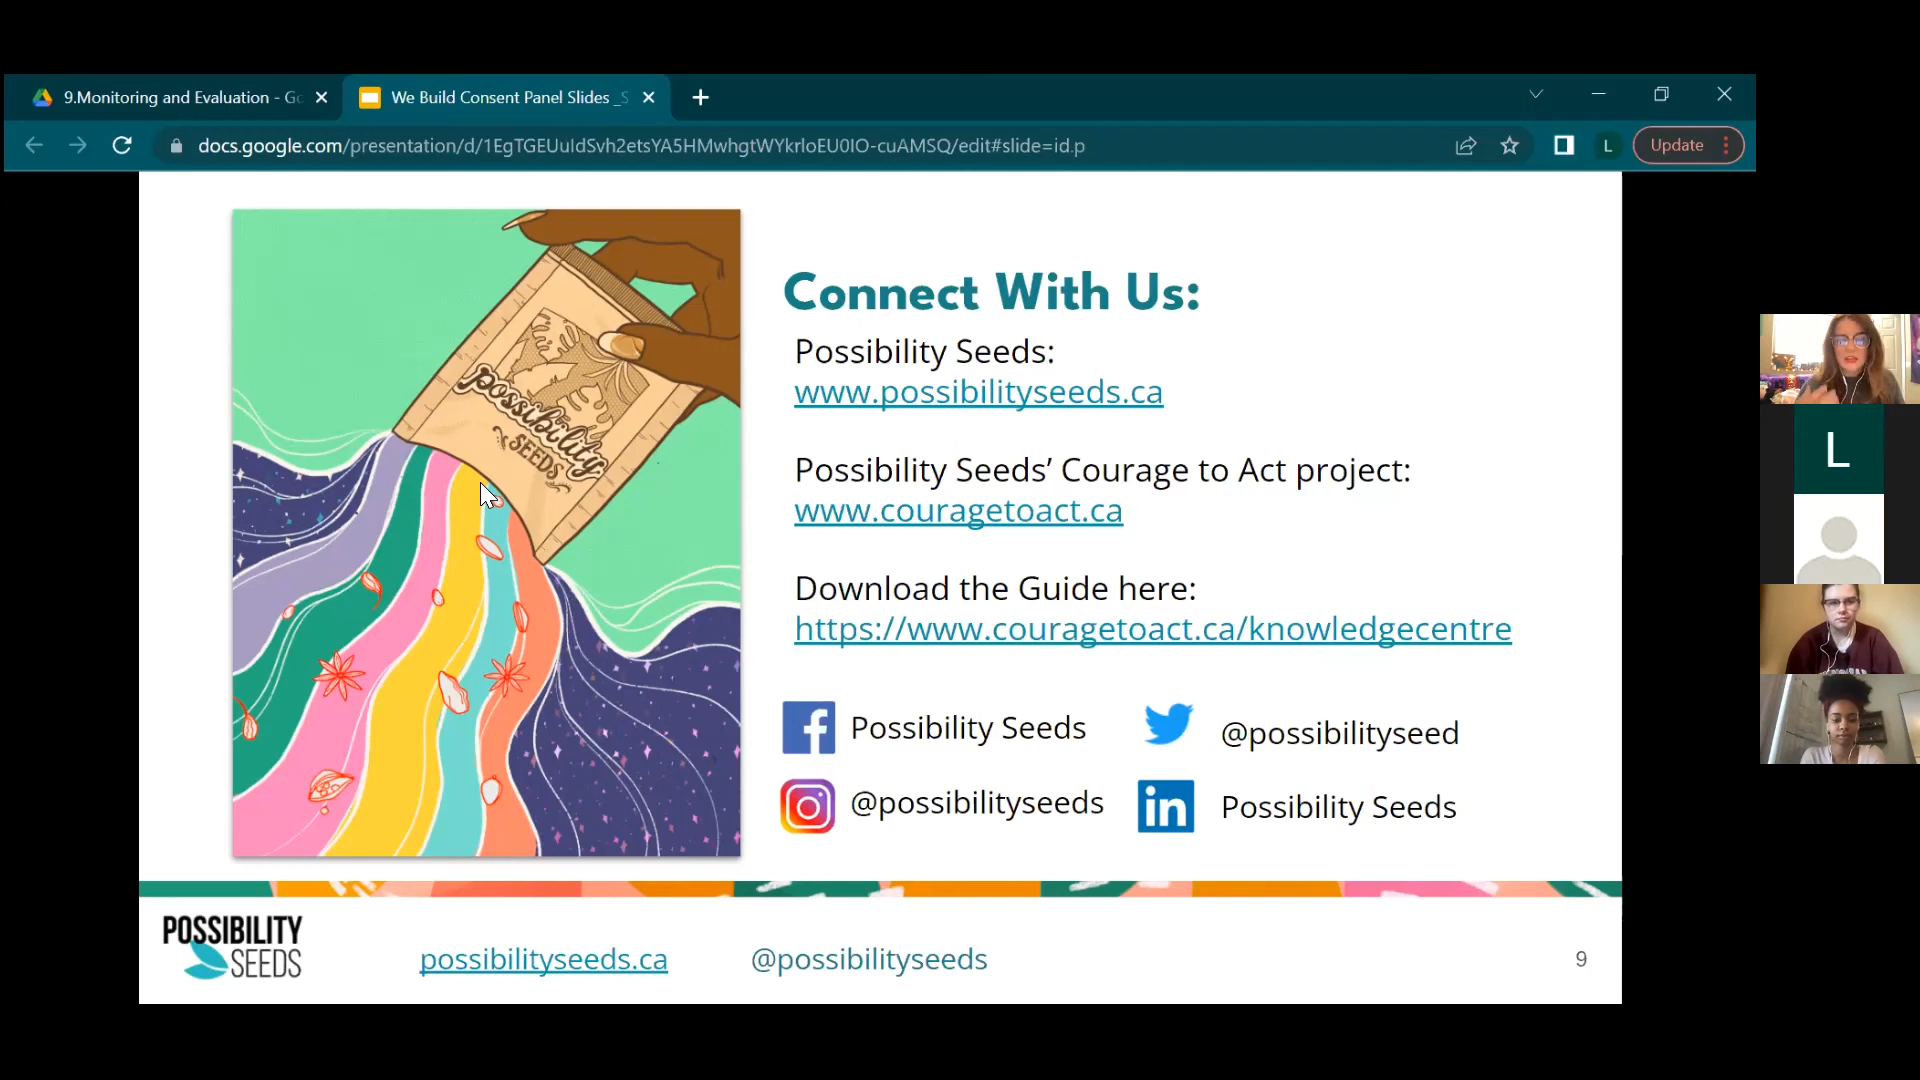 9.Monitoring and Evaluation - Go
We Build Consent Panel Slides _S
docs.google.com/presentation/d/1EgTGEUuIdSvh2etsYA5HMwhgtWYkrIoEU0IO-cuAMSQ/edit#slide=id.p
L
Update
possibility
SEEDS
Connect With Us:
Possibility Seeds:
www.possibilityseeds.ca
Possibility Seeds’ Courage to Act project:
www.couragetoact.ca
Download the Guide here:
https://www.couragetoact.ca/knowledgecentre
Possibility Seeds
@possibilityseed
@possibilityseeds
Possibility Seeds
POSSIBILITY
SEEDS
possibilityseeds.ca
@possibilityseeds
9
L